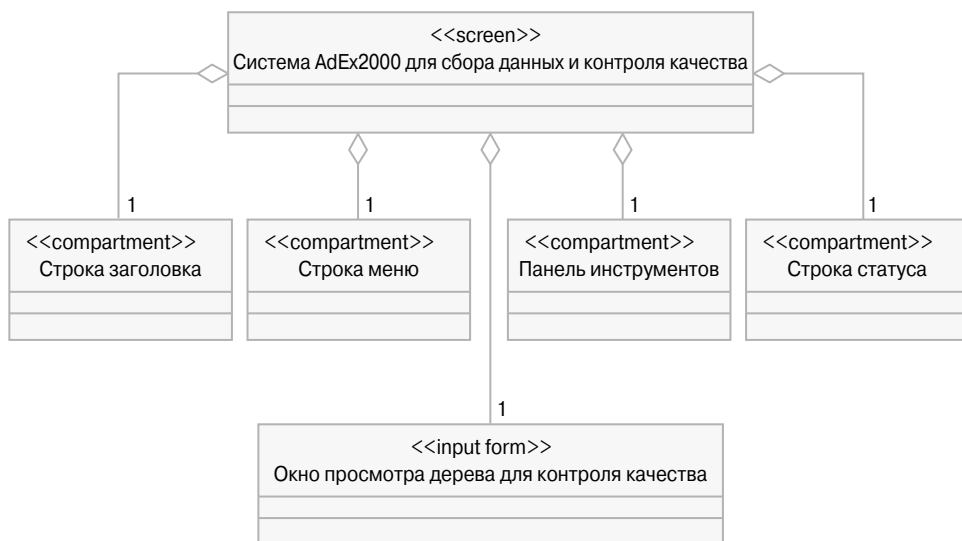 <<screen>>
Система AdEx2000 для сбора данных и контроля качества
1
1
1
1
<<compartment>>
Строка заголовка
<<compartment>>
Строка меню
<<compartment>>
Панель инструментов
<<compartment>>
Строка статуса
1
<<input form>>
Окно просмотра дерева для контроля качества